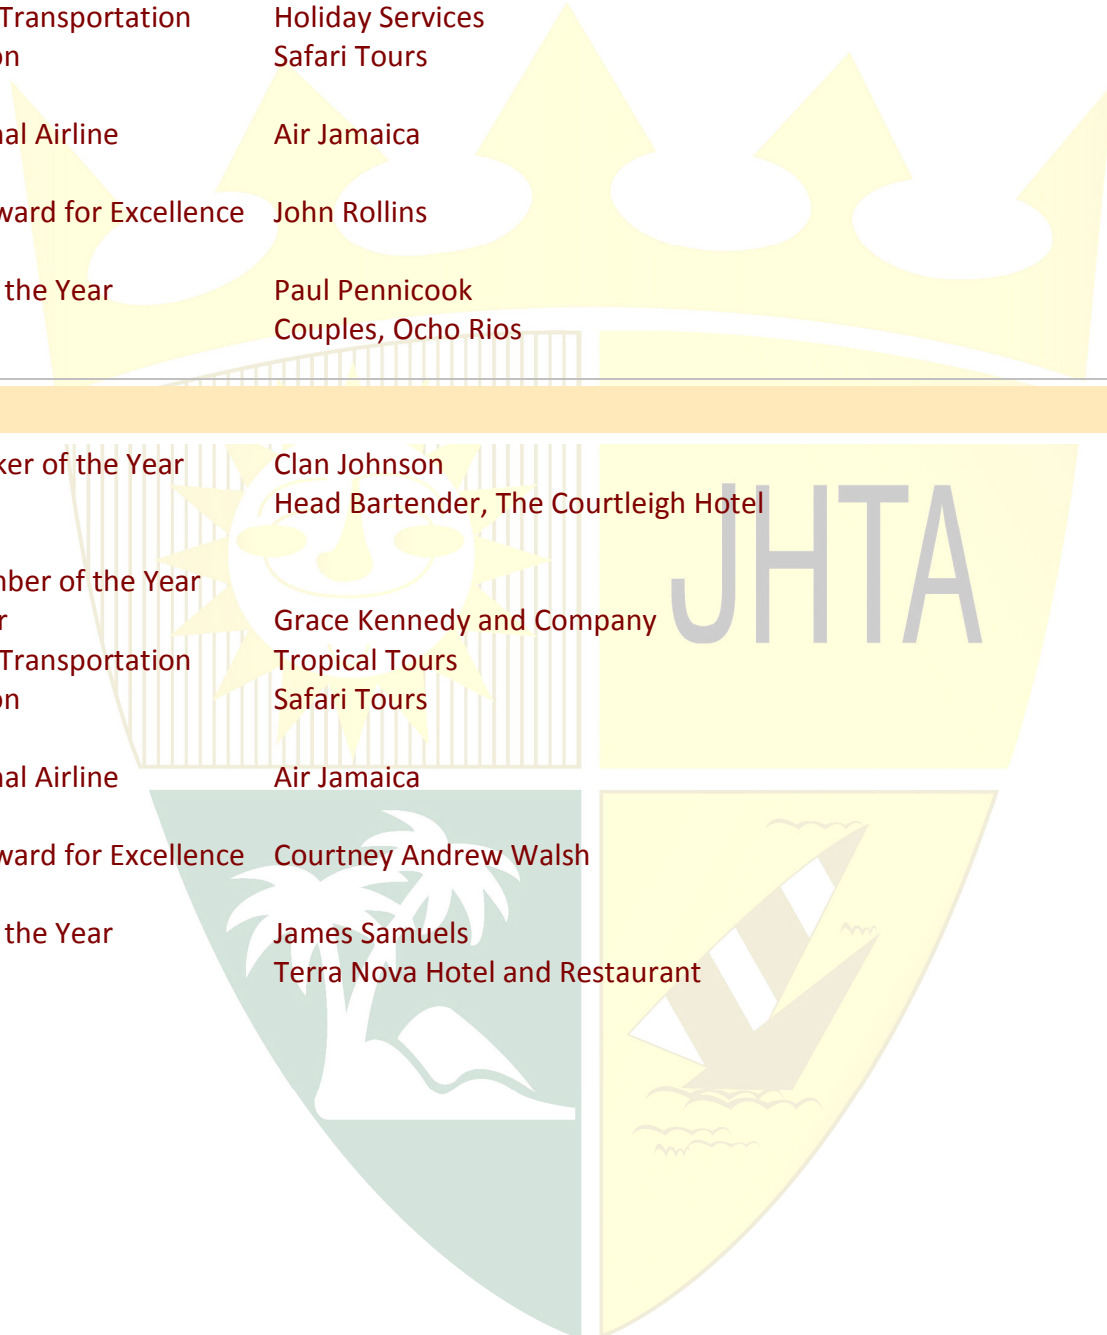 Transportation Holiday Services
on Safari Tours
nal Airline Air Jamaica
ward for Excellence John Rollins
the Year Paul Pennicook
Couples, Ocho Rios
ker of the Year Clan Johnson
Head Bartender, The Courtleigh Hotel
JHTA
nber of the Year
r Grace Kennedy and Company
Transportation Tropical Tours
on Safari Tours
nal Airline Air Jamaica
ward for Excellence Courtney Andrew Walsh
the Year James Samuels
Terra Nova Hotel and Restaurant